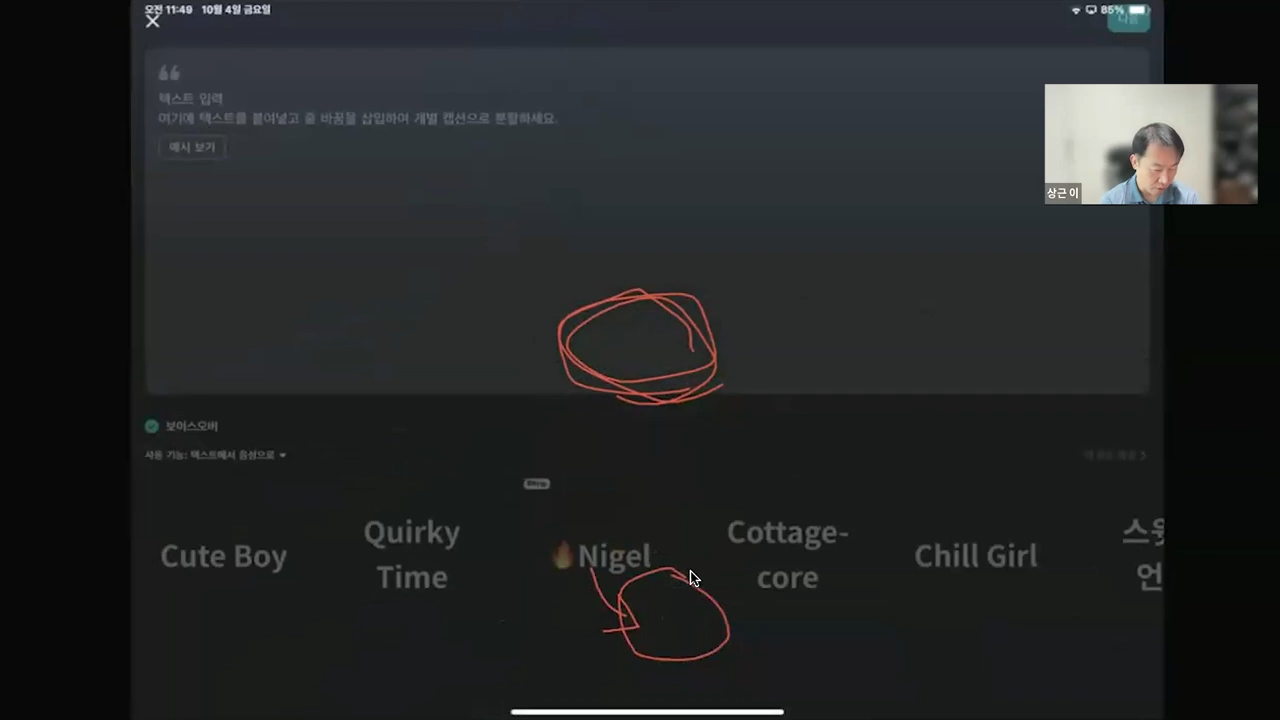 오전 11:49 10월 4일 금요일
85%
다음
텍스트 입력
여기에 텍스트를 붙여넣고 줄 바꿈을 삽입하여 개별 캡션으로 분할하세요.
예시 보기
상근 이
보이스오버
사용 기능: 텍스트에서 음성으로
Cute Boy
Quirky
Time
Nigel
Cottage-
core
Chill Girl